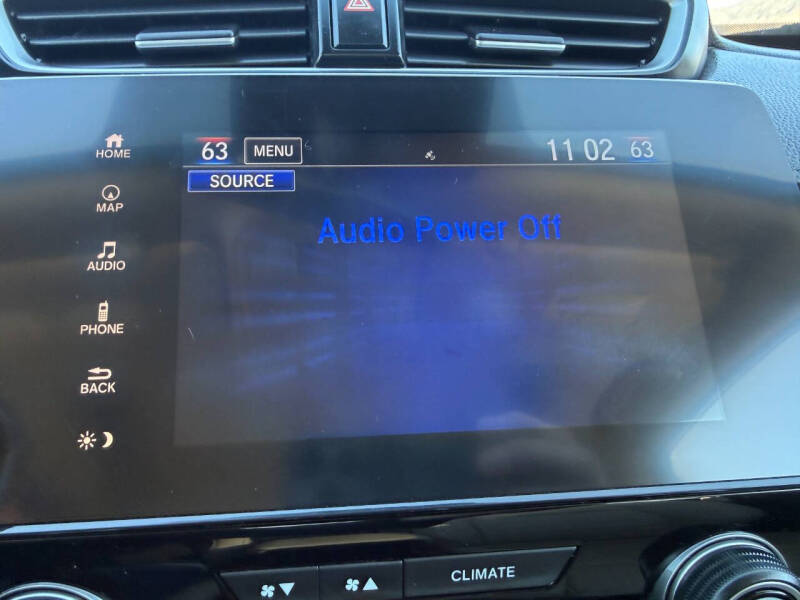 HOME
MAP
AUDIO
PHONE
BACK
63 MENU 11 02 63
SOURCE
Audio Power Off
CLIMATE